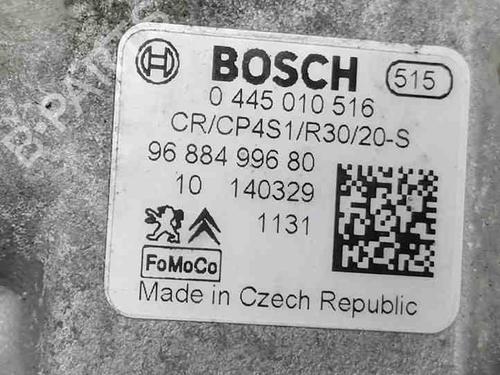 BOSCH 515
0 445 010 516
CR/CP4S1/R30/20-S
96 884 996 80
10 140329
1131
FoMoCo
Made in Czech Republic